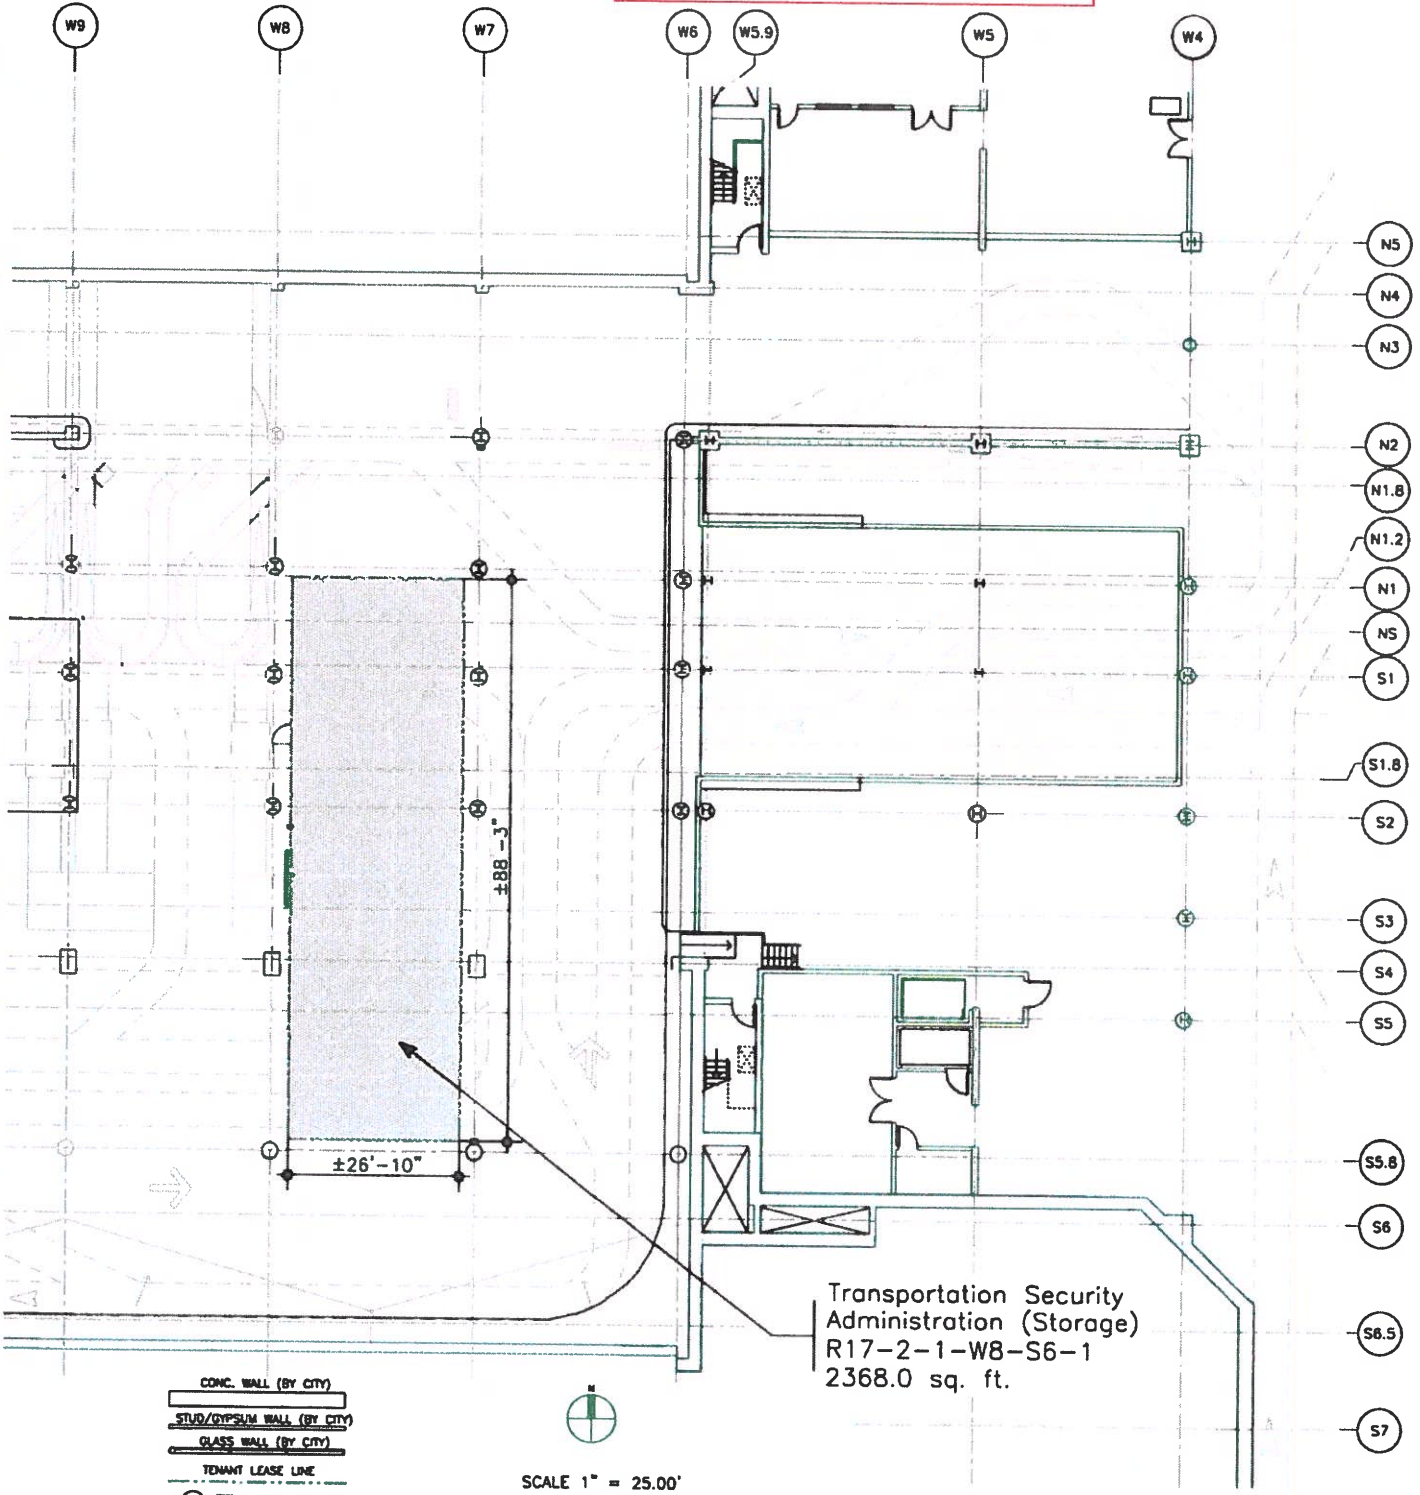 W9
W8
W7
W6
W5.9
W5
W4
N5
N4
N3
N2
N1.8
N1.2
N1
NS
S1
S1.8
S2
S3
S4
S5
S5.8
S6
S6.5
S7
±88'-3"
±26'-10"
Transportation Security
Administration (Storage)
R17-2-1-W8-S6-1
2368.0 sq. ft.
CONC. WALL (BY CITY)
STUD/GYPSUM WALL (BY CITY)
GLASS WALL (BY CITY)
TENANT LEASE LINE
N
SCALE 1" = 25.00'